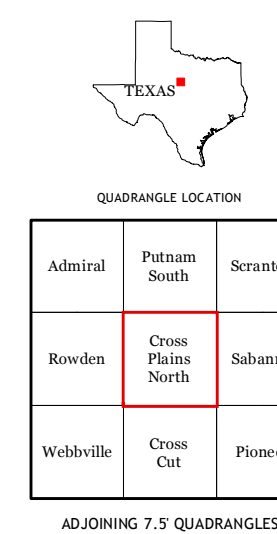 TEXAS
QUADRANGLE LOCATION
Admiral
Putnam
South
Rowden
Cross
Plains
North
Webbville
Cross
Cut
ADJOINING 7.5' QUADRANGLES